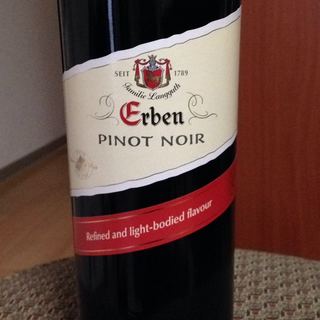 SEIT 1789
Familie Langguth
Erben
PINOT NOIR
Refined and light-bodied flavour